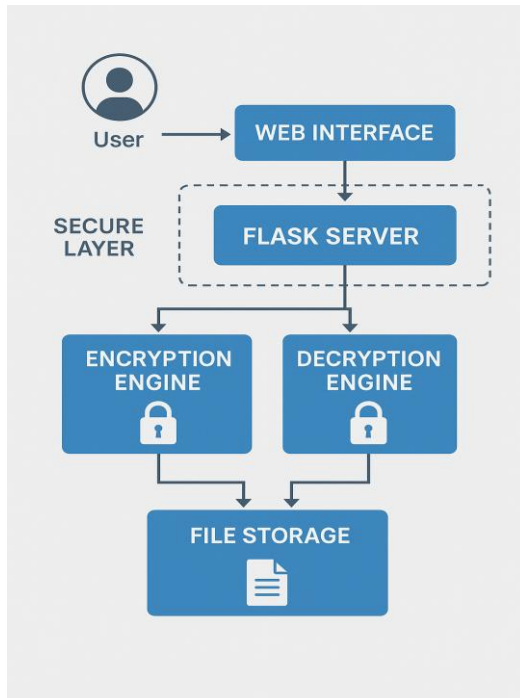 User
WEB INTERFACE
SECURE
LAYER
FLASK SERVER
ENCRYPTION
ENGINE
DECRYPTION
ENGINE
FILE STORAGE